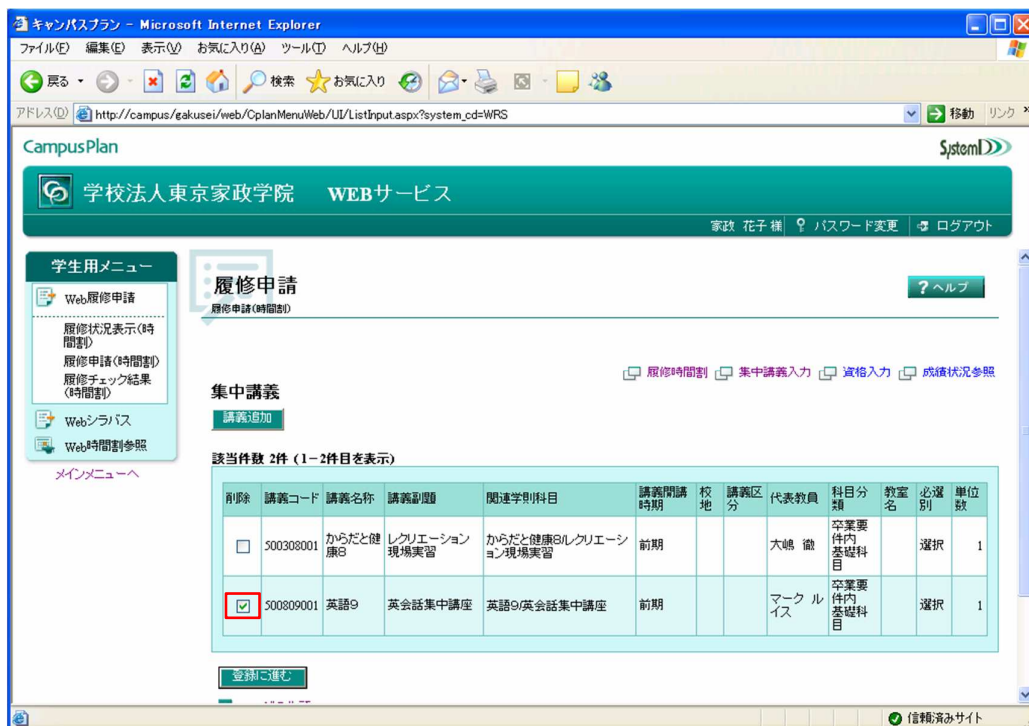 キャンパスプラン - Microsoft Internet Explorer
ファイル(F) 編集(E) 表示(V) お気に入り(A) ツール(T) ヘルプ(H)
戻る 検索 お気に入り
アドレス(D) http://campus/gakusei/web/CplanMenuWeb/UI/ListInput.aspx?system_cd=WRS 移動 リンク »
CampusPlan SystemD
学校法人東京家政学院 WEBサービス
家政 花子 様 パスワード変更 ログアウト
学生用メニュー
Web履修申請
履修状況表示(時間割)
履修申請(時間割)
履修チェック結果(時間割)
Webシラバス
Web時間割参照
メインメニューへ
履修申請
履修申請(時間割)
? ヘルプ
履修時間割 集中講義入力 資格入力 成績状況参照
集中講義
講義追加
該当件数 2件 (1-2件目を表示)
削除 講義コード 講義名称 講義副題 関連学則科目 講義開講時期 校地 講義区分 代表教員 科目分類 教室名 必選別 単位数
500308001 からだと健康8 レクリエーション現場実習 からだと健康8/レクリエーション現場実習 前期 大嶋 徹 卒業要件内 基礎科目 選択 1
500809001 英語9 英会話集中講座 英語9/英会話集中講座 前期 マーク ルイス 卒業要件内 基礎科目 選択 1
登録に進む
信頼済みサイト